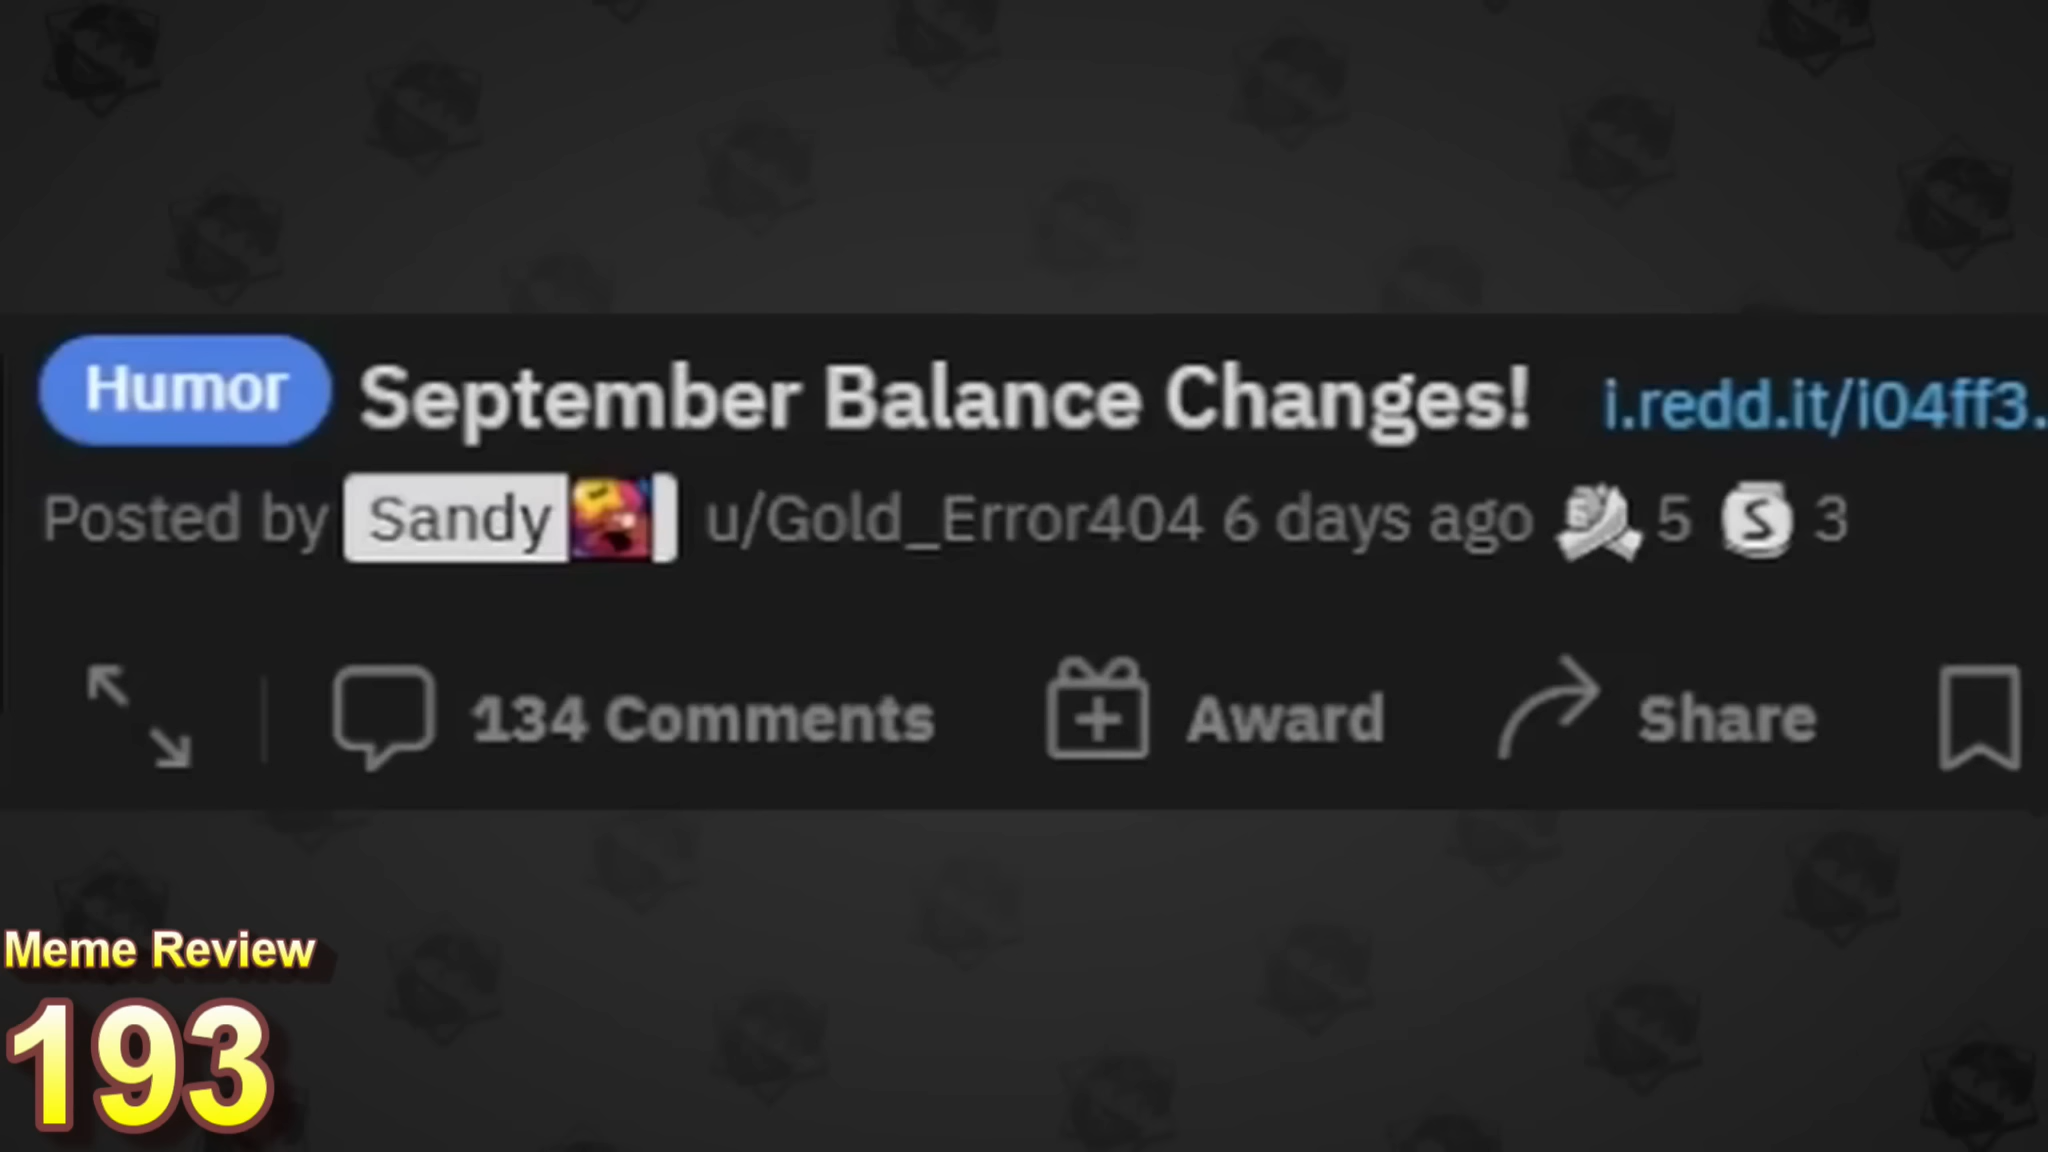 Humor September Balance Changes! i.redd.it/i04ff3.
Posted by Sandy u/Gold_Error404 6 days ago 5 S 3
134 Comments Award Share
Meme Review
193